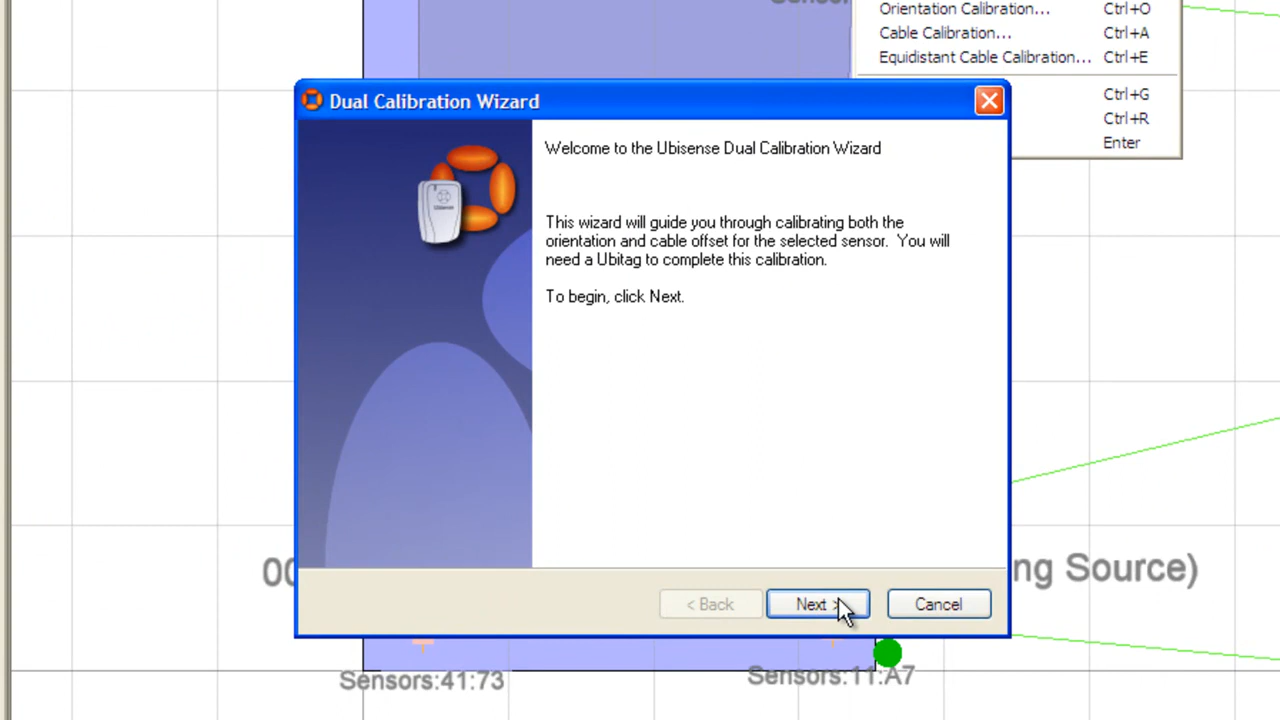 Orientation Calibration... Ctrl+O
Cable Calibration... Ctrl+A
Equidistant Cable Calibration... Ctrl+E
Ctrl+G
Ctrl+R
Enter
Dual Calibration Wizard
Welcome to the Ubisense Dual Calibration Wizard
This wizard will guide you through calibrating both the
orientation and cable offset for the selected sensor. You will
need a Ubitag to complete this calibration.
To begin, click Next.
00
ng Source)
< Back
Next >
Cancel
Sensors:41:73
Sensors:11:A7